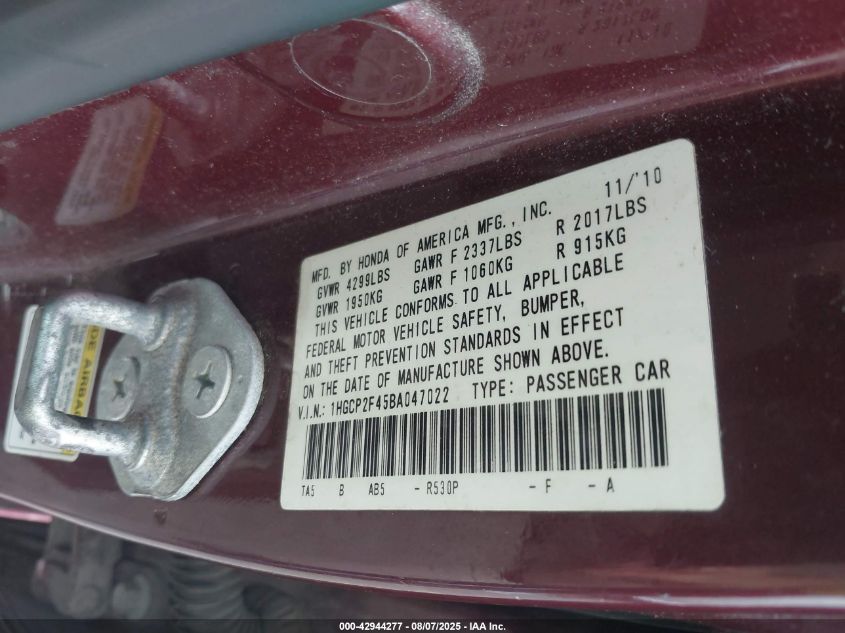 11/'10
MFD. BY HONDA OF AMERICA MFG., INC.
GVWR 4299LBS GAWR F 2337LBS R 2017LBS
GVWR 1950KG GAWR F 1060KG R 915KG
THIS VEHICLE CONFORMS TO ALL APPLICABLE
FEDERAL MOTOR VEHICLE SAFETY, BUMPER,
AND THEFT PREVENTION STANDARDS IN EFFECT
ON THE DATE OF MANUFACTURE SHOWN ABOVE.
V.I.N.: 1HGCP2F45BA047022 TYPE: PASSENGER CAR
TA5 B AB5 - R530P - F - A
000-42944277 - 08/07/2025 - IAA Inc.